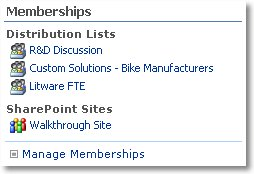 Memberships
Distribution Lists
R&D Discussion
Custom Solutions - Bike Manufacturers
Litware FTE
SharePoint Sites
Walkthrough Site
Manage Memberships